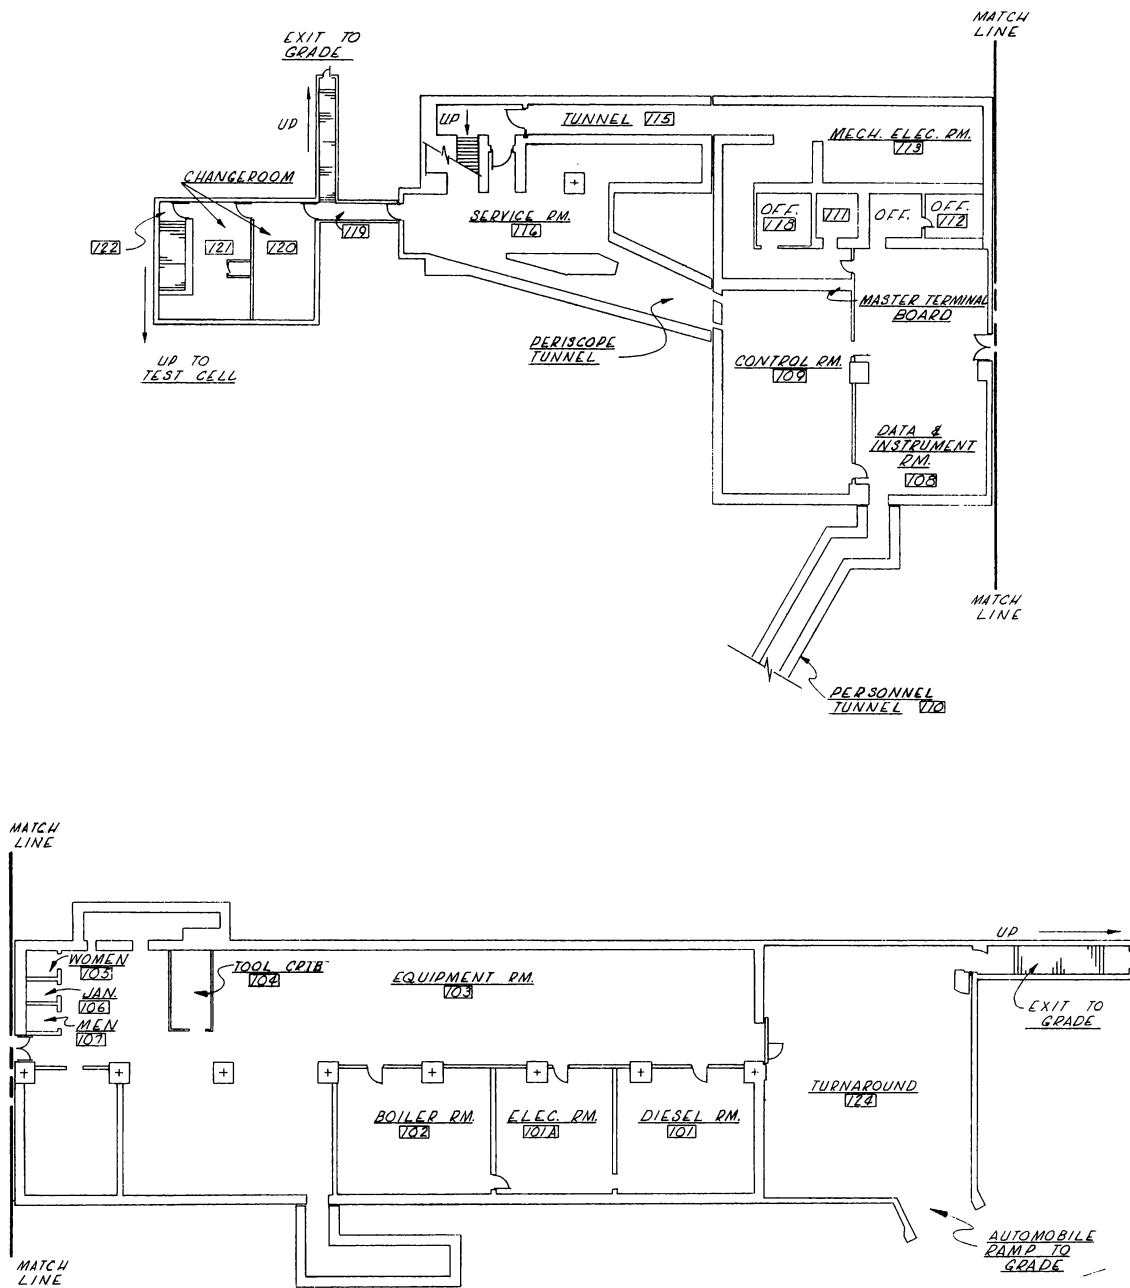 MATCH
LINE
EXIT TO
GRADE
UP
UP
TUNNEL 115
MECH. ELEC. RM.
113
CHANGEROOM
OFF.
118
111
OFF.
OFF.
112
SERVICE RM.
116
122
121
120
119
MASTER TERMINAL
BOARD
PERISCOPE
TUNNEL
UP TO
TEST CELL
CONTROL RM.
109
DATA &
INSTRUMENT
RM.
108
MATCH
LINE
PERSONNEL
TUNNEL 110
MATCH
LINE
UP
WOMEN
105
TOOL CRIB
104
EQUIPMENT RM.
103
JAN.
106
MEN
107
EXIT TO
GRADE
TURNAROUND
124
BOILER RM.
102
ELEC. RM.
101A
DIESEL RM.
101
AUTOMOBILE
RAMP TO
GRADE
MATCH
LINE